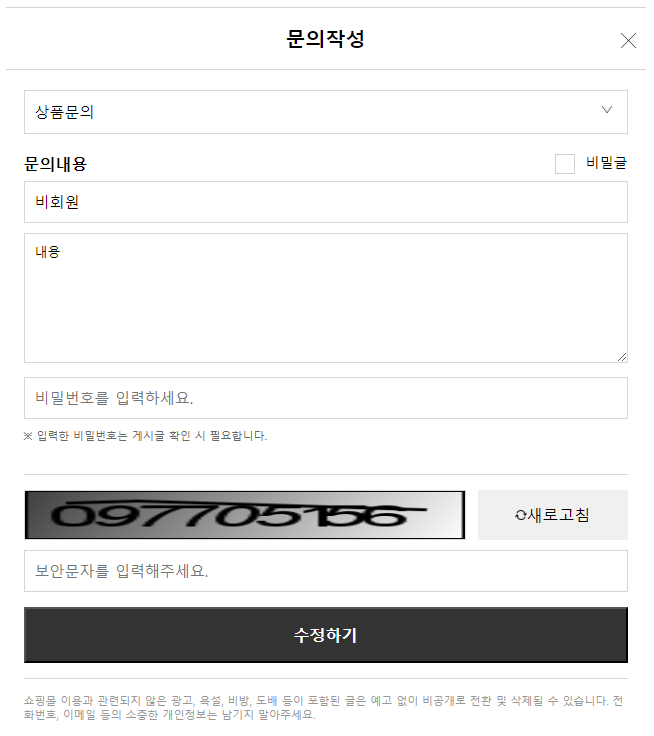 문의작성
상품문의
문의내용
비밀글
비회원
내용
비밀번호를 입력하세요.
※ 입력한 비밀번호는 게시글 확인 시 필요합니다.
097705156
새로고침
보안문자를 입력해주세요.
수정하기
쇼핑몰 이용과 관련되지 않은 광고, 욕설, 비방, 도배 등이 포함된 글은 예고 없이 비공개로 전환 및 삭제될 수 있습니다. 전
화번호, 이메일 등의 소중한 개인정보는 남기지 말아주세요.